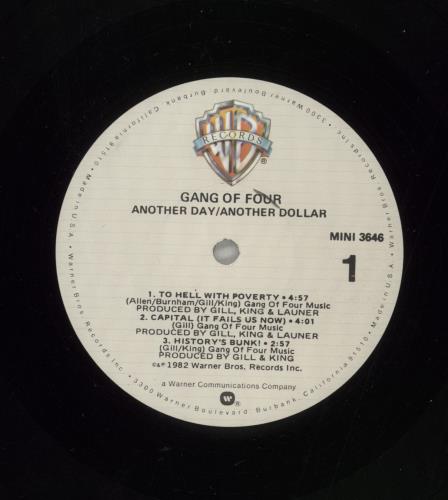 RECORDS
®
GANG OF FOUR
ANOTHER DAY/ANOTHER DOLLAR
MINI 3646
1
1. TO HELL WITH POVERTY • 4:57
(Allen/Burnham/Gill/King) Gang Of Four Music
PRODUCED BY GILL, KING & LAUNER
2. CAPITAL (IT FAILS US NOW) • 4:01
(Gill) Gang Of Four Music
PRODUCED BY GILL, KING & LAUNER
3. HISTORY'S BUNK! • 2:57
(Gill/King) Gang Of Four Music
PRODUCED BY GILL & KING
©℗ 1982 Warner Bros. Records Inc.
a Warner Communications Company
W ®
Warner Bros. Records Inc. • 3300 Warner Boulevard, Burbank, California 91510 • Made in U.S.A.